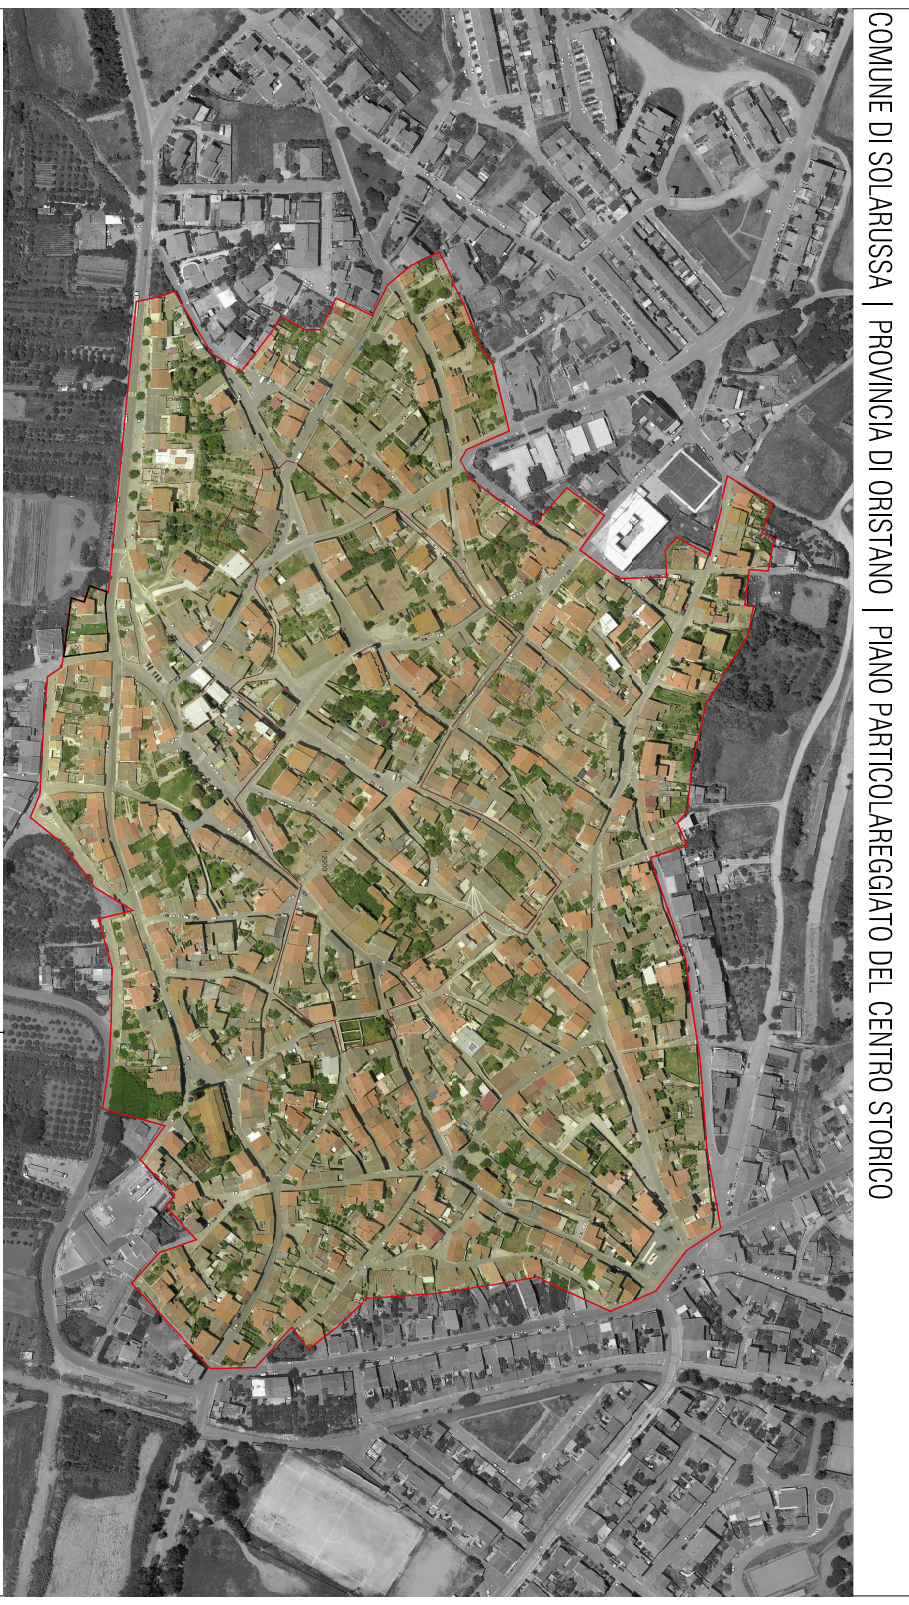 COMUNE DI SOLARUSSA | PROVINCIA DI ORISTANO | PIANO PARTICOLAREGGIATO DEL CENTRO STORICO